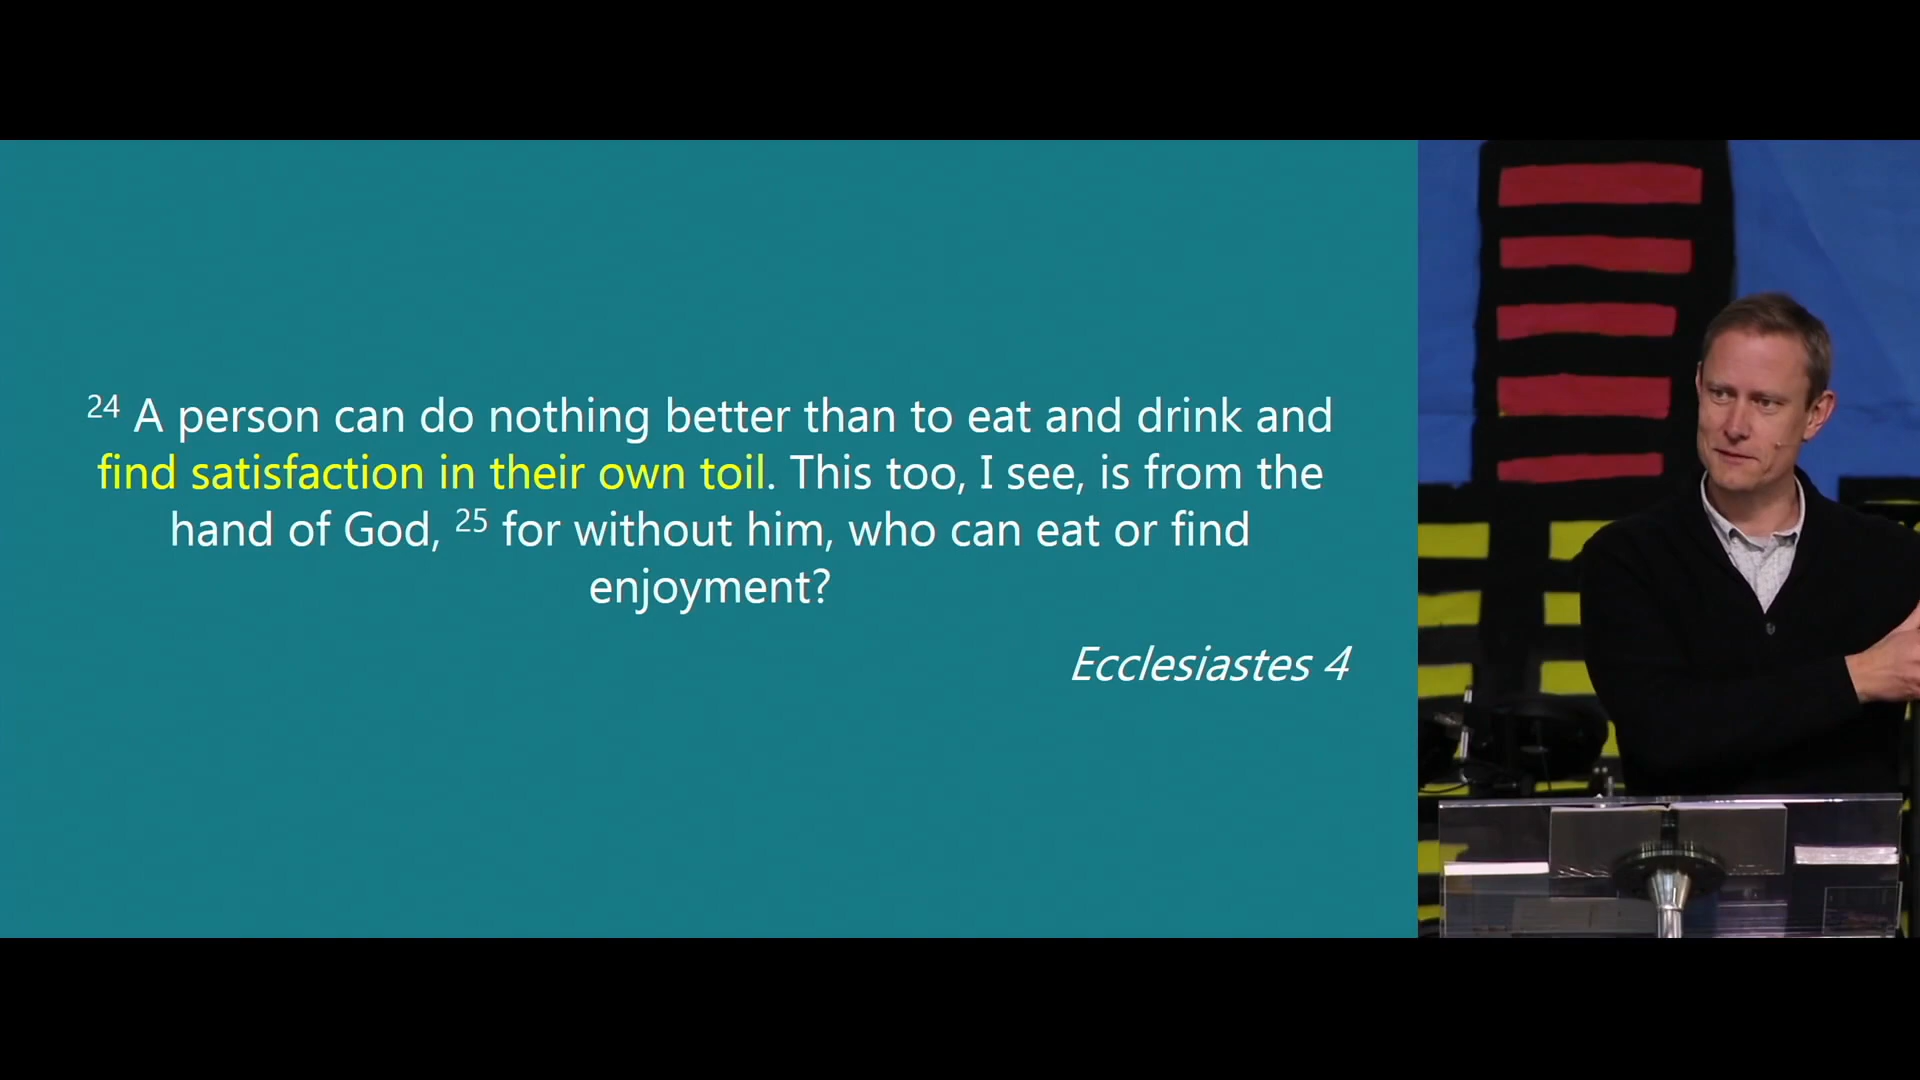 24 A person can do nothing better than to eat and drink and
find satisfaction in their own toil. This too, I see, is from the
hand of God, 25 for without him, who can eat or find
enjoyment?
Ecclesiastes 4